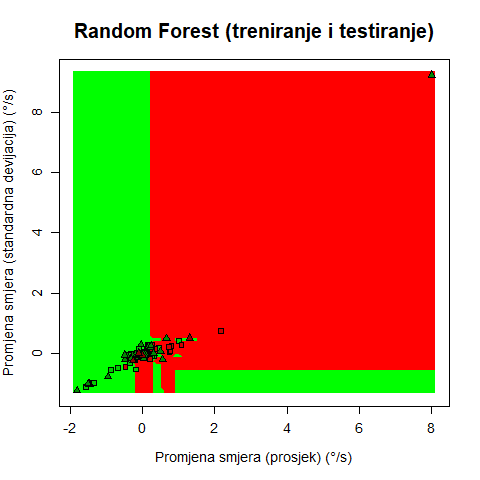 Random Forest (treniranje i testiranje)
Promjena smjera (standardna devijacija) (°/s)
8
6
4
2
0
-2 0 2 4 6 8
Promjena smjera (prosjek) (°/s)